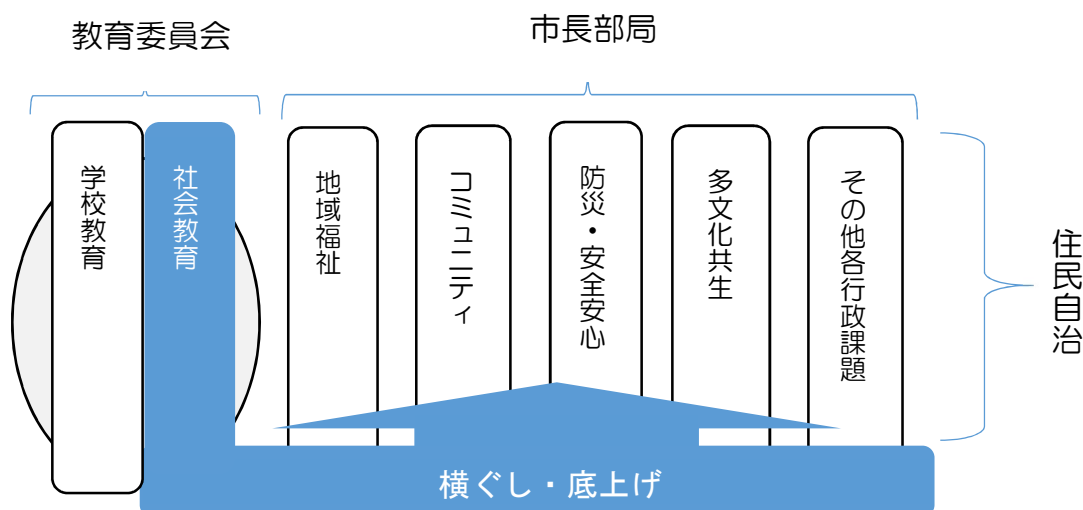 教育委員会
市長部局
学校教育
社会教育
地域福祉
コミュニティ
防災・安全安心
多文化共生
その他各行政課題
住民自治
横ぐし・底上げ